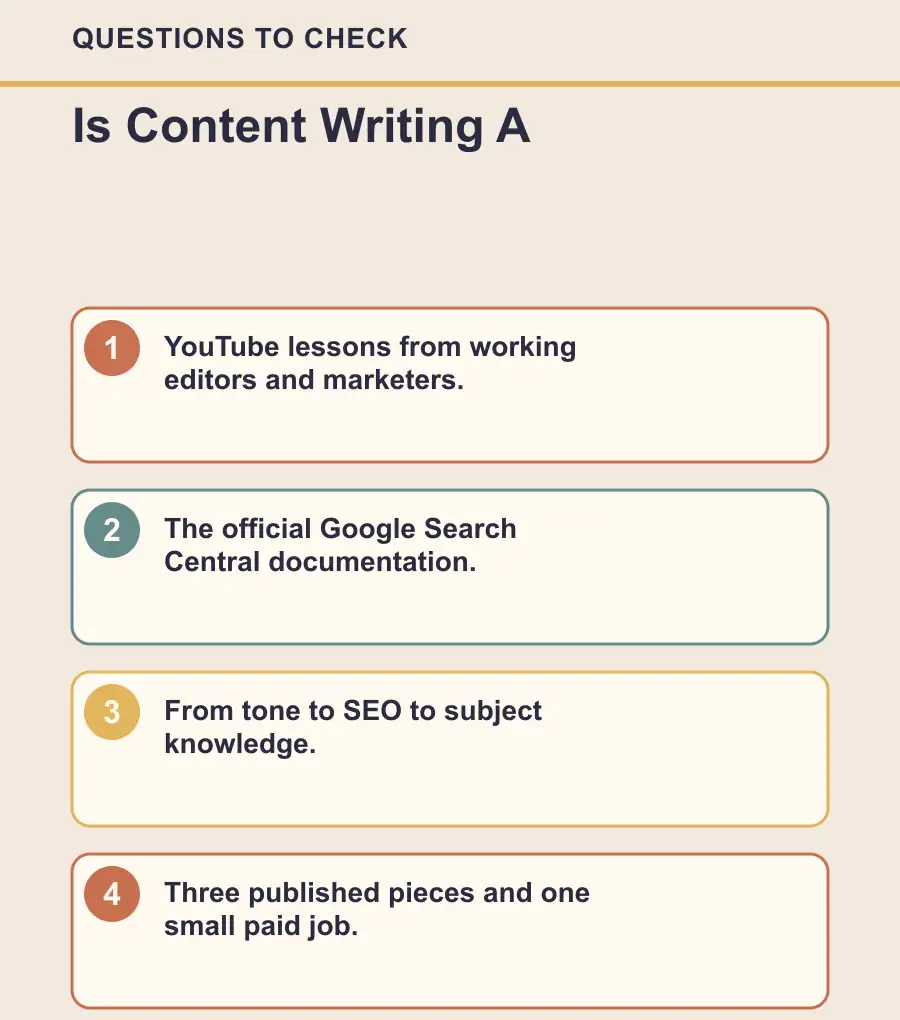 QUESTIONS TO CHECK
Is Content Writing A
1
YouTube lessons from working
editors and marketers.
2
The official Google Search
Central documentation.
3
From tone to SEO to subject
knowledge.
4
Three published pieces and one
small paid job.